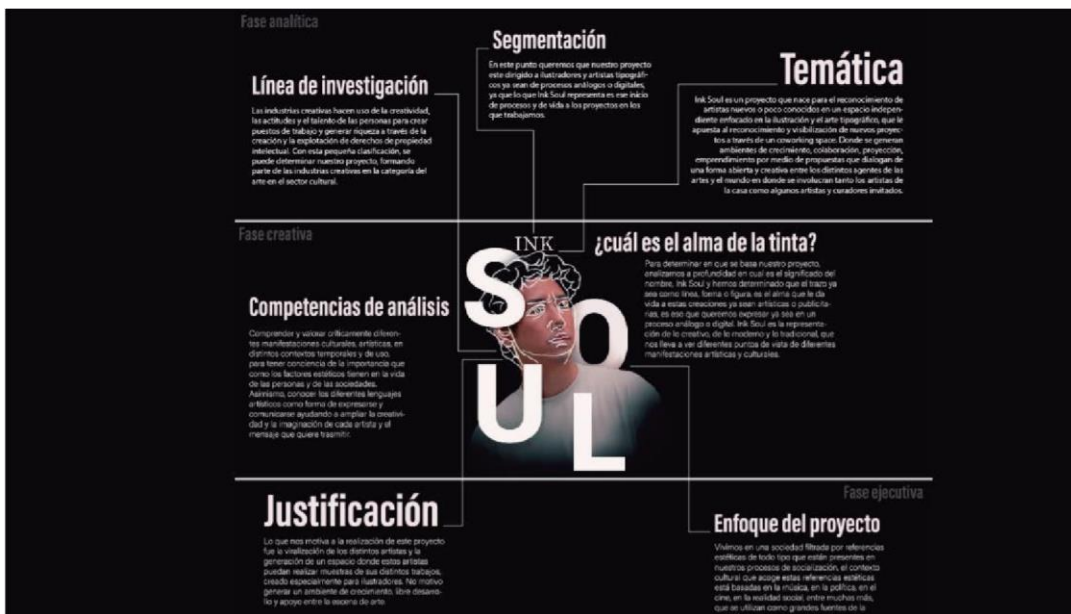 Fase analítica
Línea de investigación
Las industrias creativas hacen uso de la creatividad,
las actitudes y el talento de las personas para crear
puestos de trabajo y generar riqueza a través de la
creación y la explotación de derechos de propiedad
intelectual. Con esta pequeña clasificación, se
puede determinar nuestro proyecto, formando
parte de las industrias creativas en la categoría del
arte en el sector cultural.
Segmentación
En este punto queremos que nuestro proyecto
este dirigido a ilustradores y artistas tipográfi-
cos ya sean de procesos análogos o digitales,
ya que lo que Ink Soul representa es ese inicio
de procesos y de vida a los proyectos en los
que trabajamos.
Temática
Ink Soul es un proyecto que nace para el reconocimiento de
artistas nuevos o poco conocidos en un espacio indepen-
diente enfocado en la ilustración y el arte tipográfico, que le
apuesta al reconocimiento y visibilización de nuevos proyec-
tos a través de un coworking space. Donde se generan
ambientes de crecimiento, colaboración, proyección,
emprendimiento por medio de propuestas que dialogan de
una forma abierta y creativa entre los distintos agentes de las
artes y el mundo en donde se involucran tanto los artistas de
la casa como algunos artistas y curadores invitados.
Fase creativa
Competencias de análisis
Comprender y valorar críticamente diferen-
tes manifestaciones culturales, artísticas, en
distintos contextos temporales y de uso,
para tener conciencia de la importancia que
como los factores estéticos tienen en la vida
de las personas y de las sociedades.
Asimismo, conocer los diferentes lenguajes
artísticos como forma de expresarse y
comunicarse ayudando a ampliar la creativi-
dad y la imaginación de cada artista y el
mensaje que quiere trasmitir.
INK
S
O
U
L
¿cuál es el alma de la tinta?
Para determinar en que se basa nuestro proyecto,
analizamos a profundidad en cual es el significado del
nombre, Ink Soul y hemos determinado que el trazo ya
sea como línea, forma o figura, es el alma que le da
vida a estas creaciones ya sean artísticas o publicita-
rias, es eso que queremos expresar ya sea en un
proceso análogo o digital. Ink Soul es la representa-
ción de lo creativo, de lo moderno y lo tradicional, que
nos lleva a ver diferentes puntos de vista de diferentes
manifestaciones artísticas y culturales.
Justificación
Lo que nos motiva a la realización de este proyecto
fue la viralización de los distintos artistas y la
generación de un espacio donde estos artistas
puedan realizar muestras de sus distintos trabajos,
creado especialmente para ilustradores. No motivo
generar un ambiente de crecimiento, libre desarro-
llo y apoyo entre la escena de arte.
Fase ejecutiva
Enfoque del proyecto
Vivimos en una sociedad filtrada por referencias
estéticas de todo tipo que están presentes en
nuestros procesos de socialización, el contexto
cultural que acoge estas referencias estéticas
está basadas en la música, en la política, en el
cine, en la realidad social, entre muchos más,
que se utilizan como grandes fuentes de la